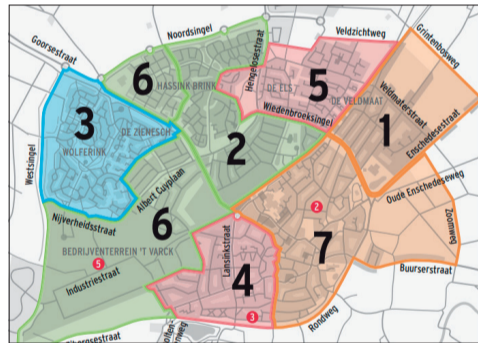 Noordsingel
Veldzichtweg
Grintenbosweg
Goorsestraat
Hengelosestraat
6
HASSINK-BRINK
DE ELS
5
DE VELDMAAT
Veldmaterstraat
Enschedesestraat
1
3
DE ZIENESCH
WOLFERINK
Wiedenbroeksingel
2
Westsingel
Albert Cuyplaan
Oude Enschedeseweg
Nijverheidsstraat
6
2
Zoomweg
BEDRIJVENTERREIN 'T VARCK
5
Lansinkstraat
7
Industriestraat
4
Buurserstraat
3
Rondweg